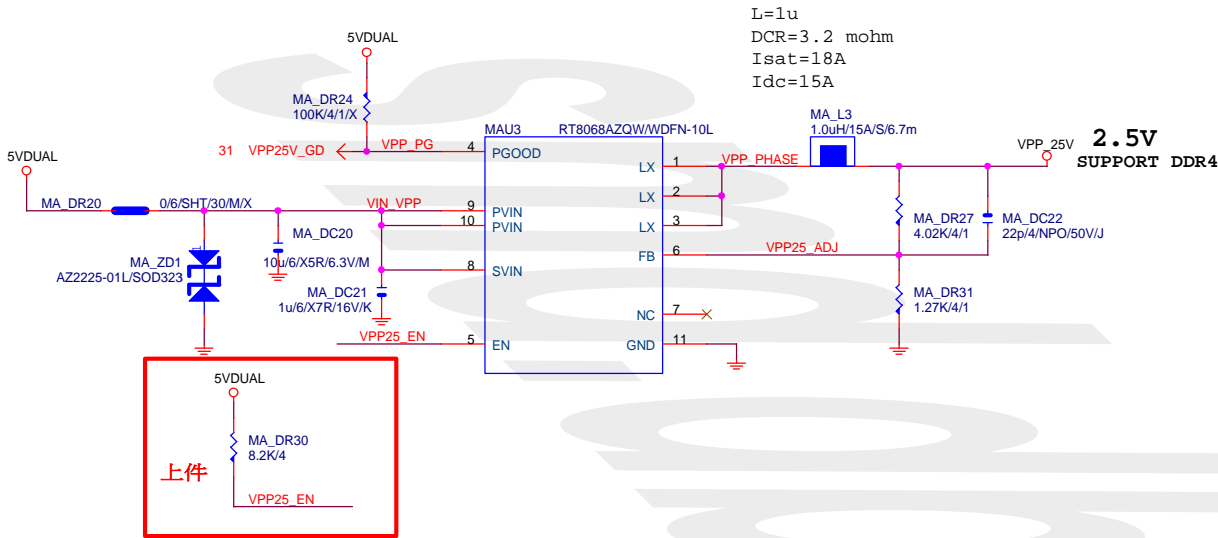 L=1u
DCR=3.2 mohm
Isat=18A
Idc=15A
5VDUAL
MA_DR24
100K/4/1/X
MAU3
RT8068AZQW/WDFN-10L
MA_L3
1.0uH/15A/S/6.7m
VPP_25V
2.5V
SUPPORT DDR4
31 VPP25V_GD
VPP_PG
4
PGOOD
LX
1
VPP_PHASE
5VDUAL
MA_DR20
0/6/SHT/30/M/X
VIN_VPP
9
PVIN
10
PVIN
LX
2
LX
3
MA_DR27
4.02K/4/1
MA_DC22
22p/4/NPO/50V/J
MA_DC20
10u/6/X5R/6.3V/M
1
MA_ZD1
AZ2225-01L/SOD323
8
SVIN
FB
6
VPP25_ADJ
MA_DC21
1u/6/X7R/16V/K
MA_DR31
1.27K/4/1
NC
7
VPP25_EN
5
EN
GND
11
5VDUAL
MA_DR30
8.2K/4
上件
VPP25_EN